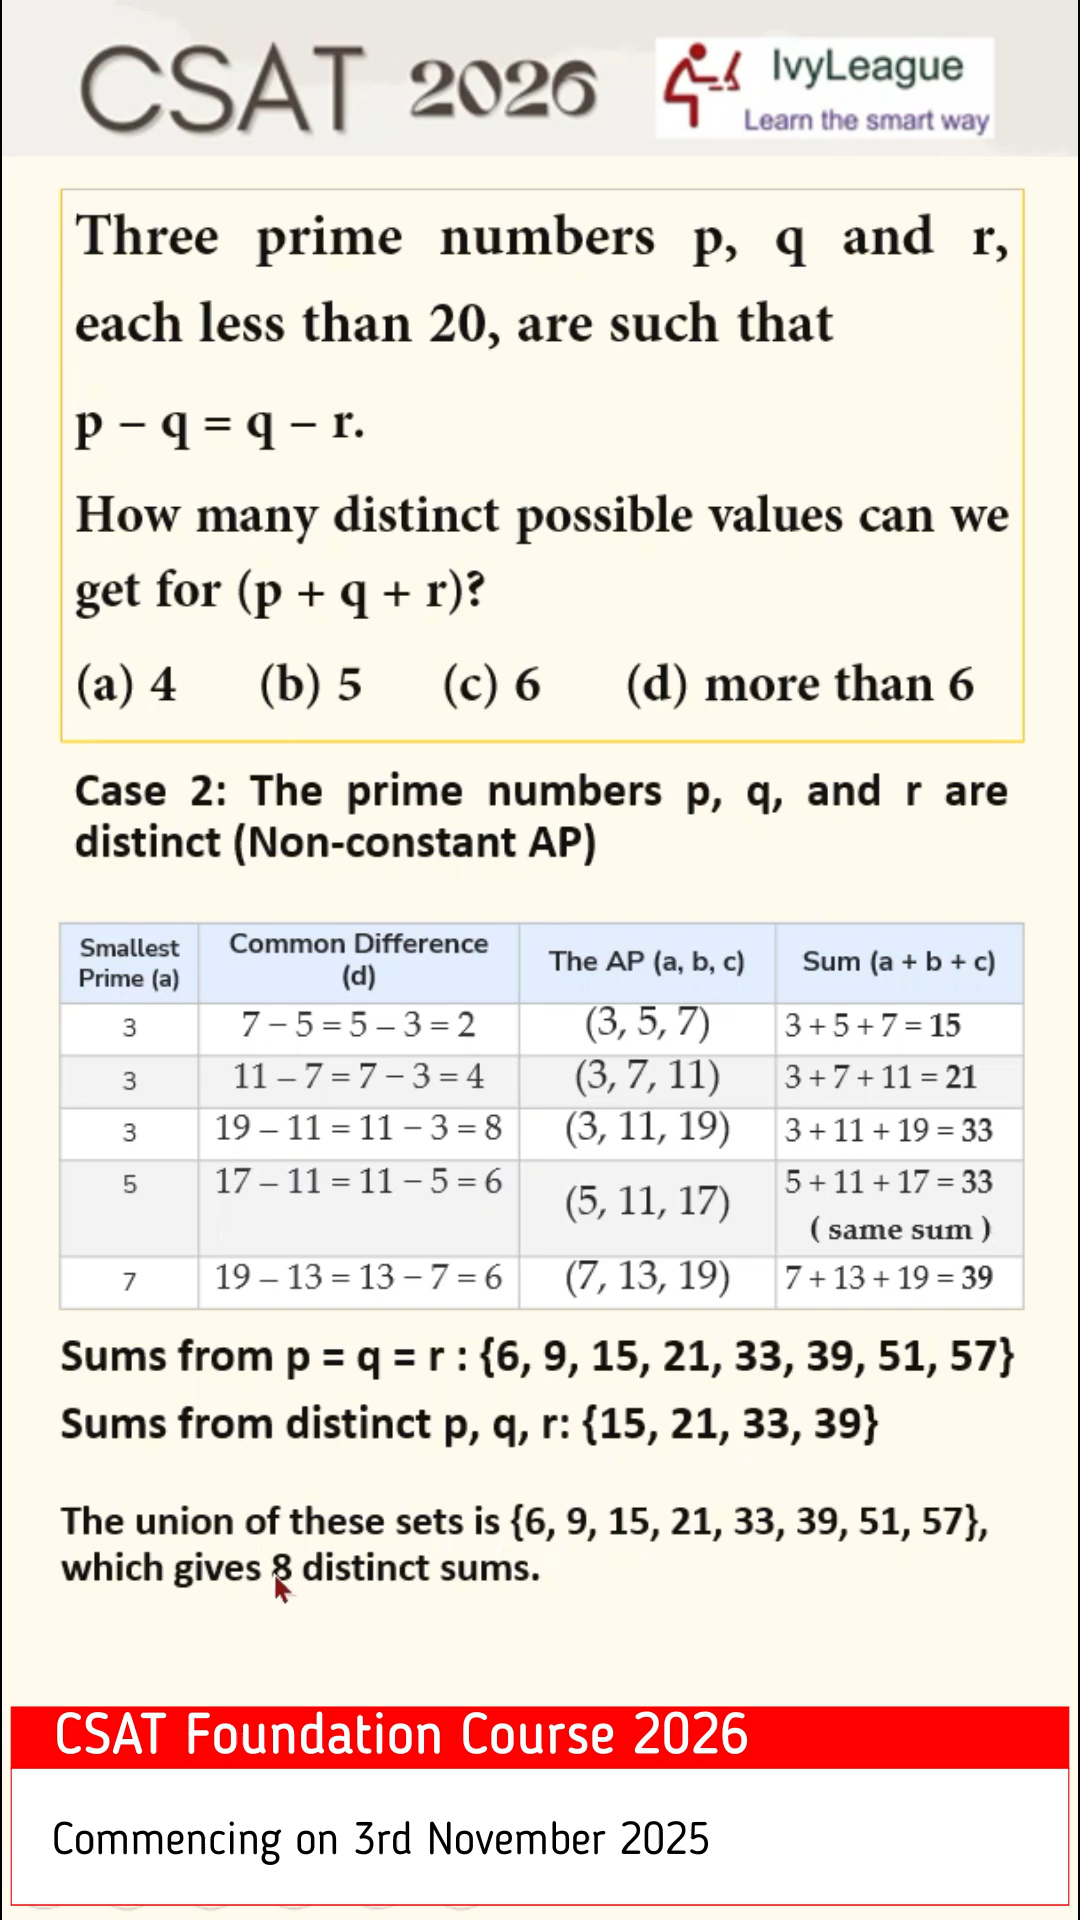 CSAT 2026
IvyLeague
Learn the smart way
Three prime numbers p, q and r,
each less than 20, are such that
p – q = q – r.
How many distinct possible values can we
get for (p + q + r)?
(a) 4 (b) 5 (c) 6 (d) more than 6
Case 2: The prime numbers p, q, and r are
distinct (Non-constant AP)
Smallest Prime (a) Common Difference (d) The AP (a, b, c) Sum (a + b + c)
3 7 – 5 = 5 – 3 = 2 (3, 5, 7) 3 + 5 + 7 = 15
3 11 – 7 = 7 – 3 = 4 (3, 7, 11) 3 + 7 + 11 = 21
3 19 – 11 = 11 – 3 = 8 (3, 11, 19) 3 + 11 + 19 = 33
5 17 – 11 = 11 – 5 = 6 (5, 11, 17) 5 + 11 + 17 = 33
( same sum )
7 19 – 13 = 13 – 7 = 6 (7, 13, 19) 7 + 13 + 19 = 39
Sums from p = q = r : {6, 9, 15, 21, 33, 39, 51, 57}
Sums from distinct p, q, r: {15, 21, 33, 39}
The union of these sets is {6, 9, 15, 21, 33, 39, 51, 57},
which gives 8 distinct sums.
CSAT Foundation Course 2026
Commencing on 3rd November 2025